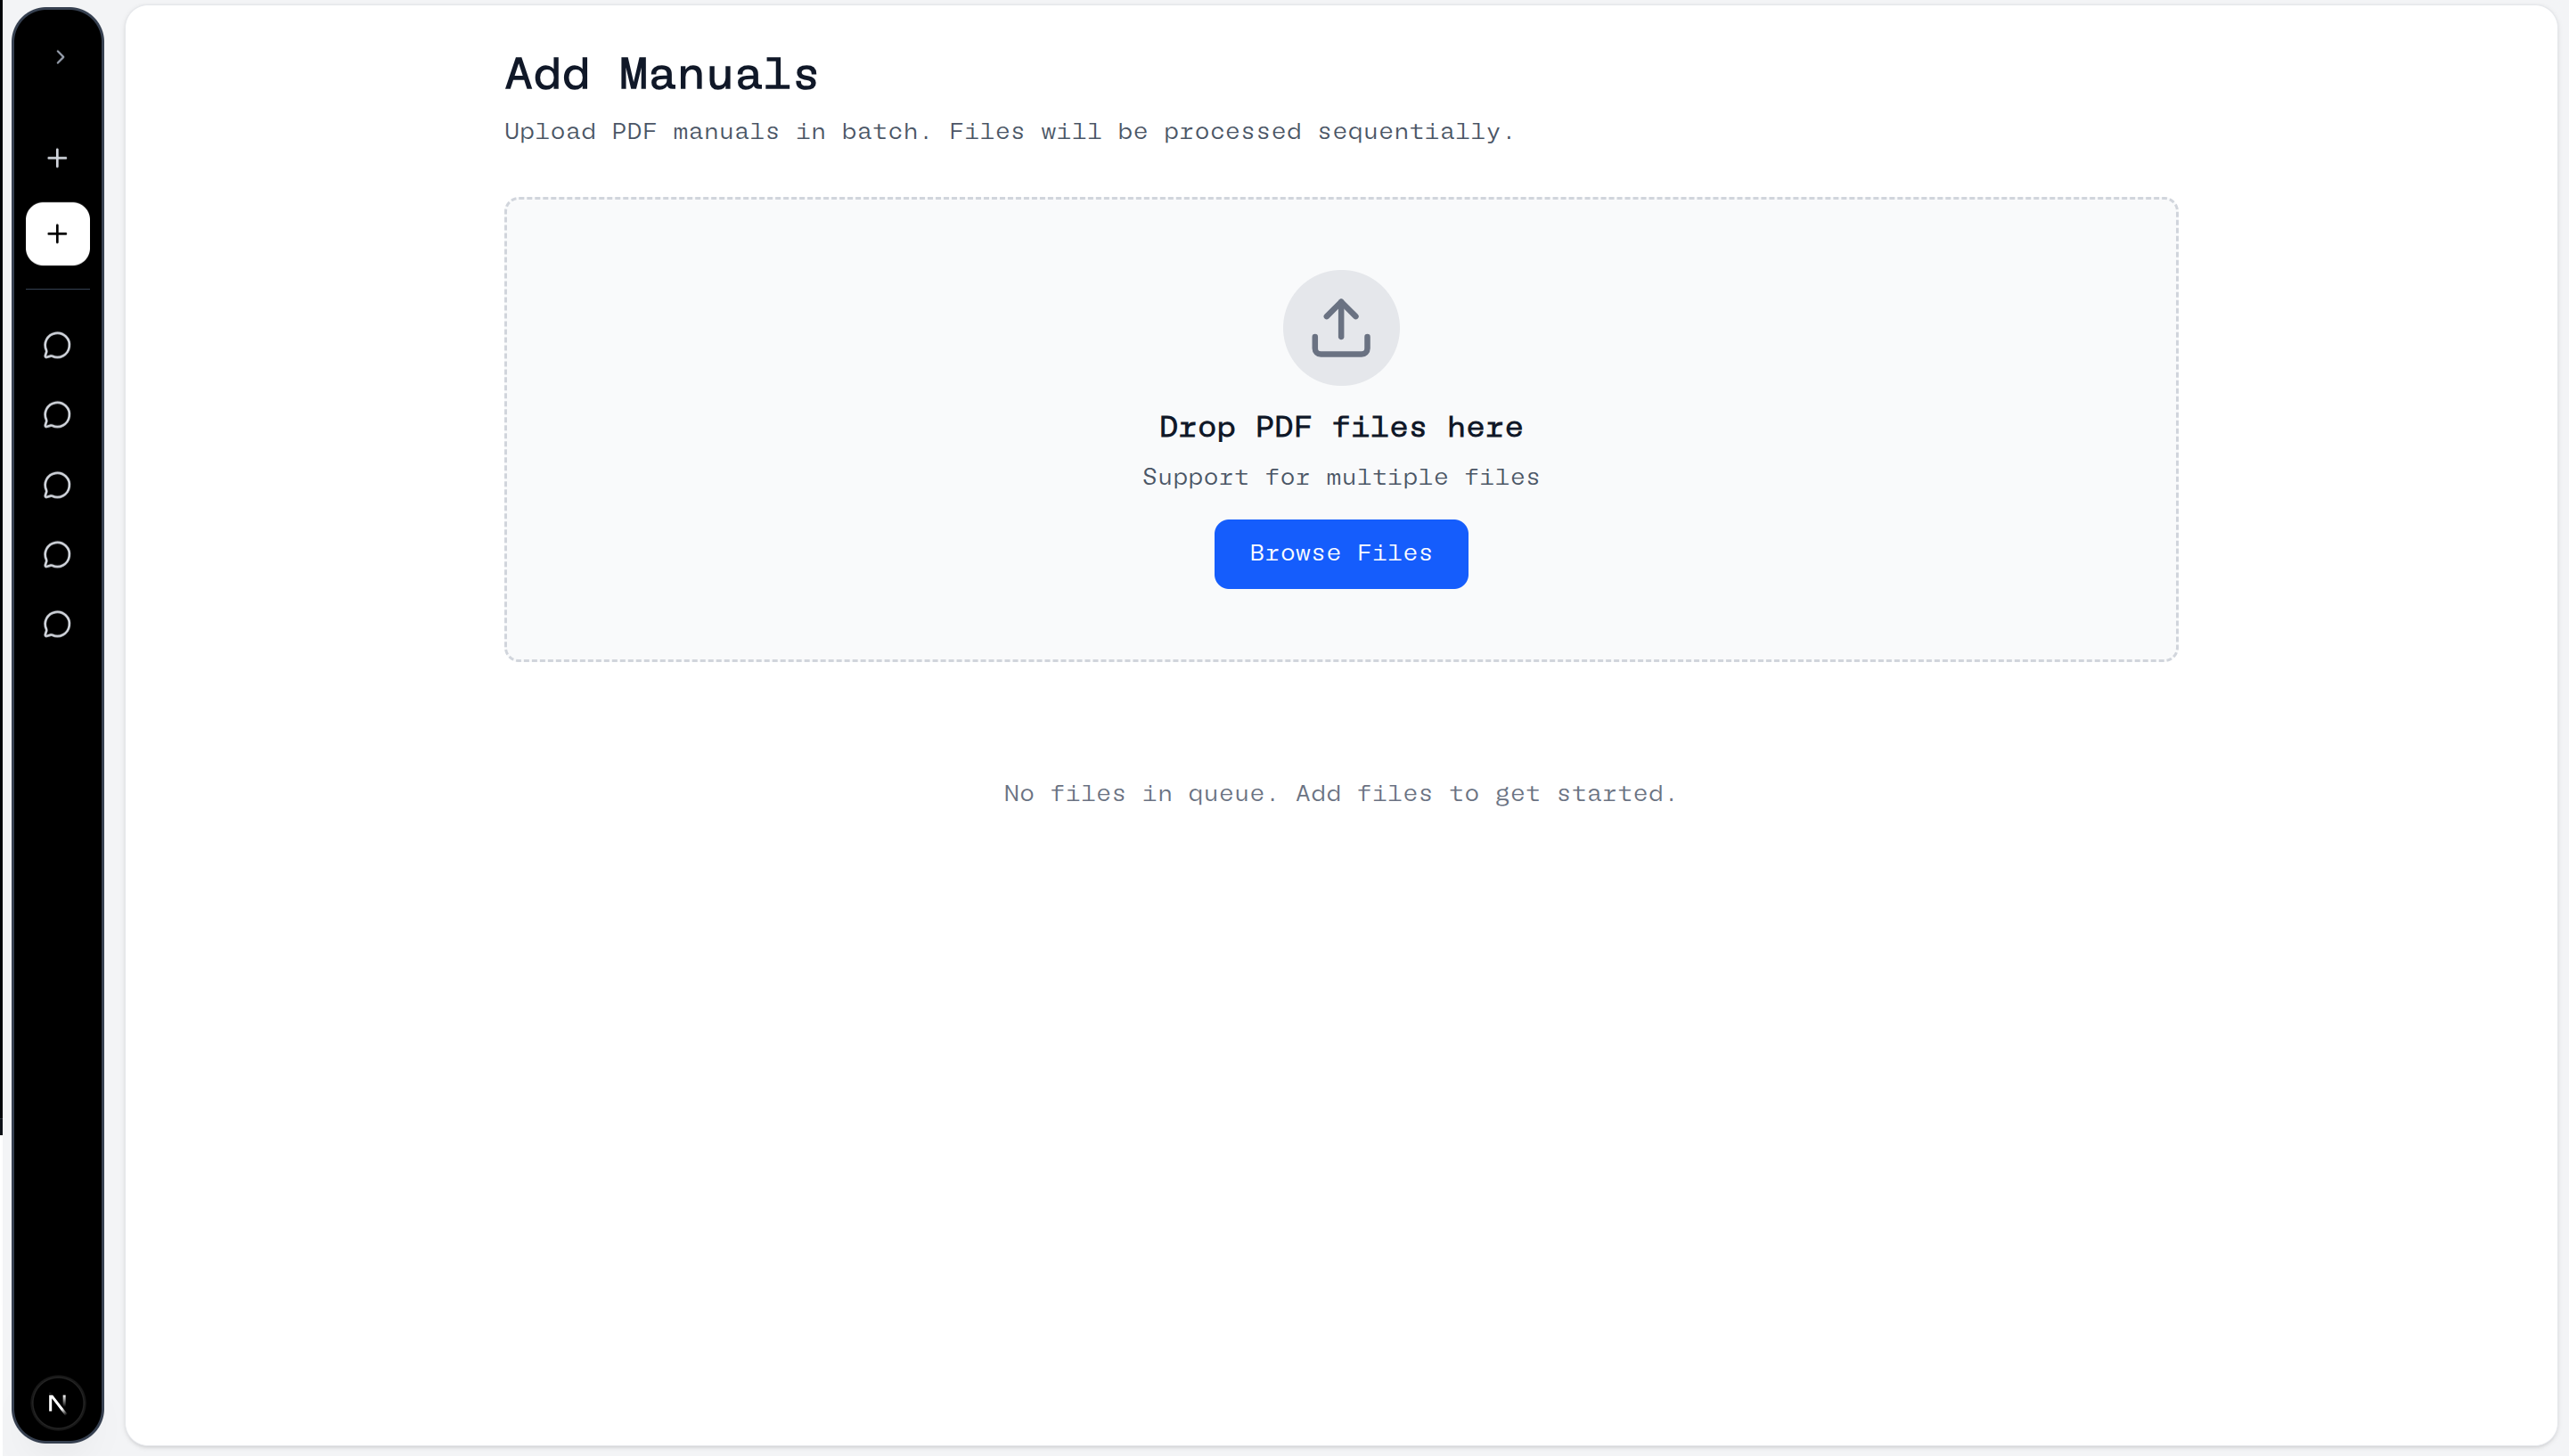 Add Manuals
Upload PDF manuals in batch. Files will be processed sequentially.
Drop PDF files here
Support for multiple files
Browse Files
No files in queue. Add files to get started.
N